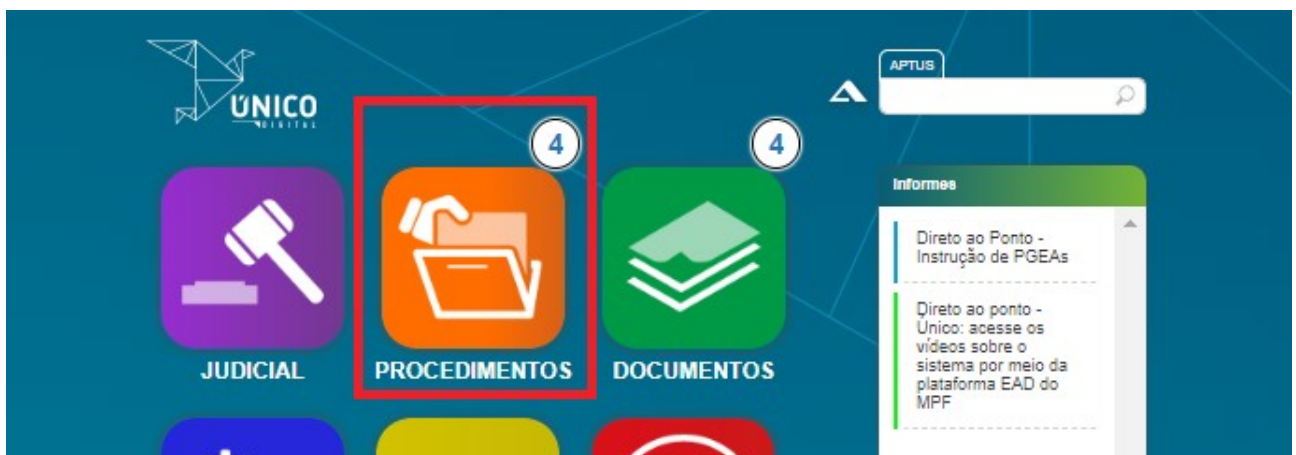 ÚNICO
DIGITAL
APTUS
4
4
JUDICIAL
PROCEDIMENTOS
DOCUMENTOS
Informes
Direto ao Ponto -
Instrução de PGEAs
Direto ao ponto -
Único: acesse os
vídeos sobre o
sistema por meio da
plataforma EAD do
MPF